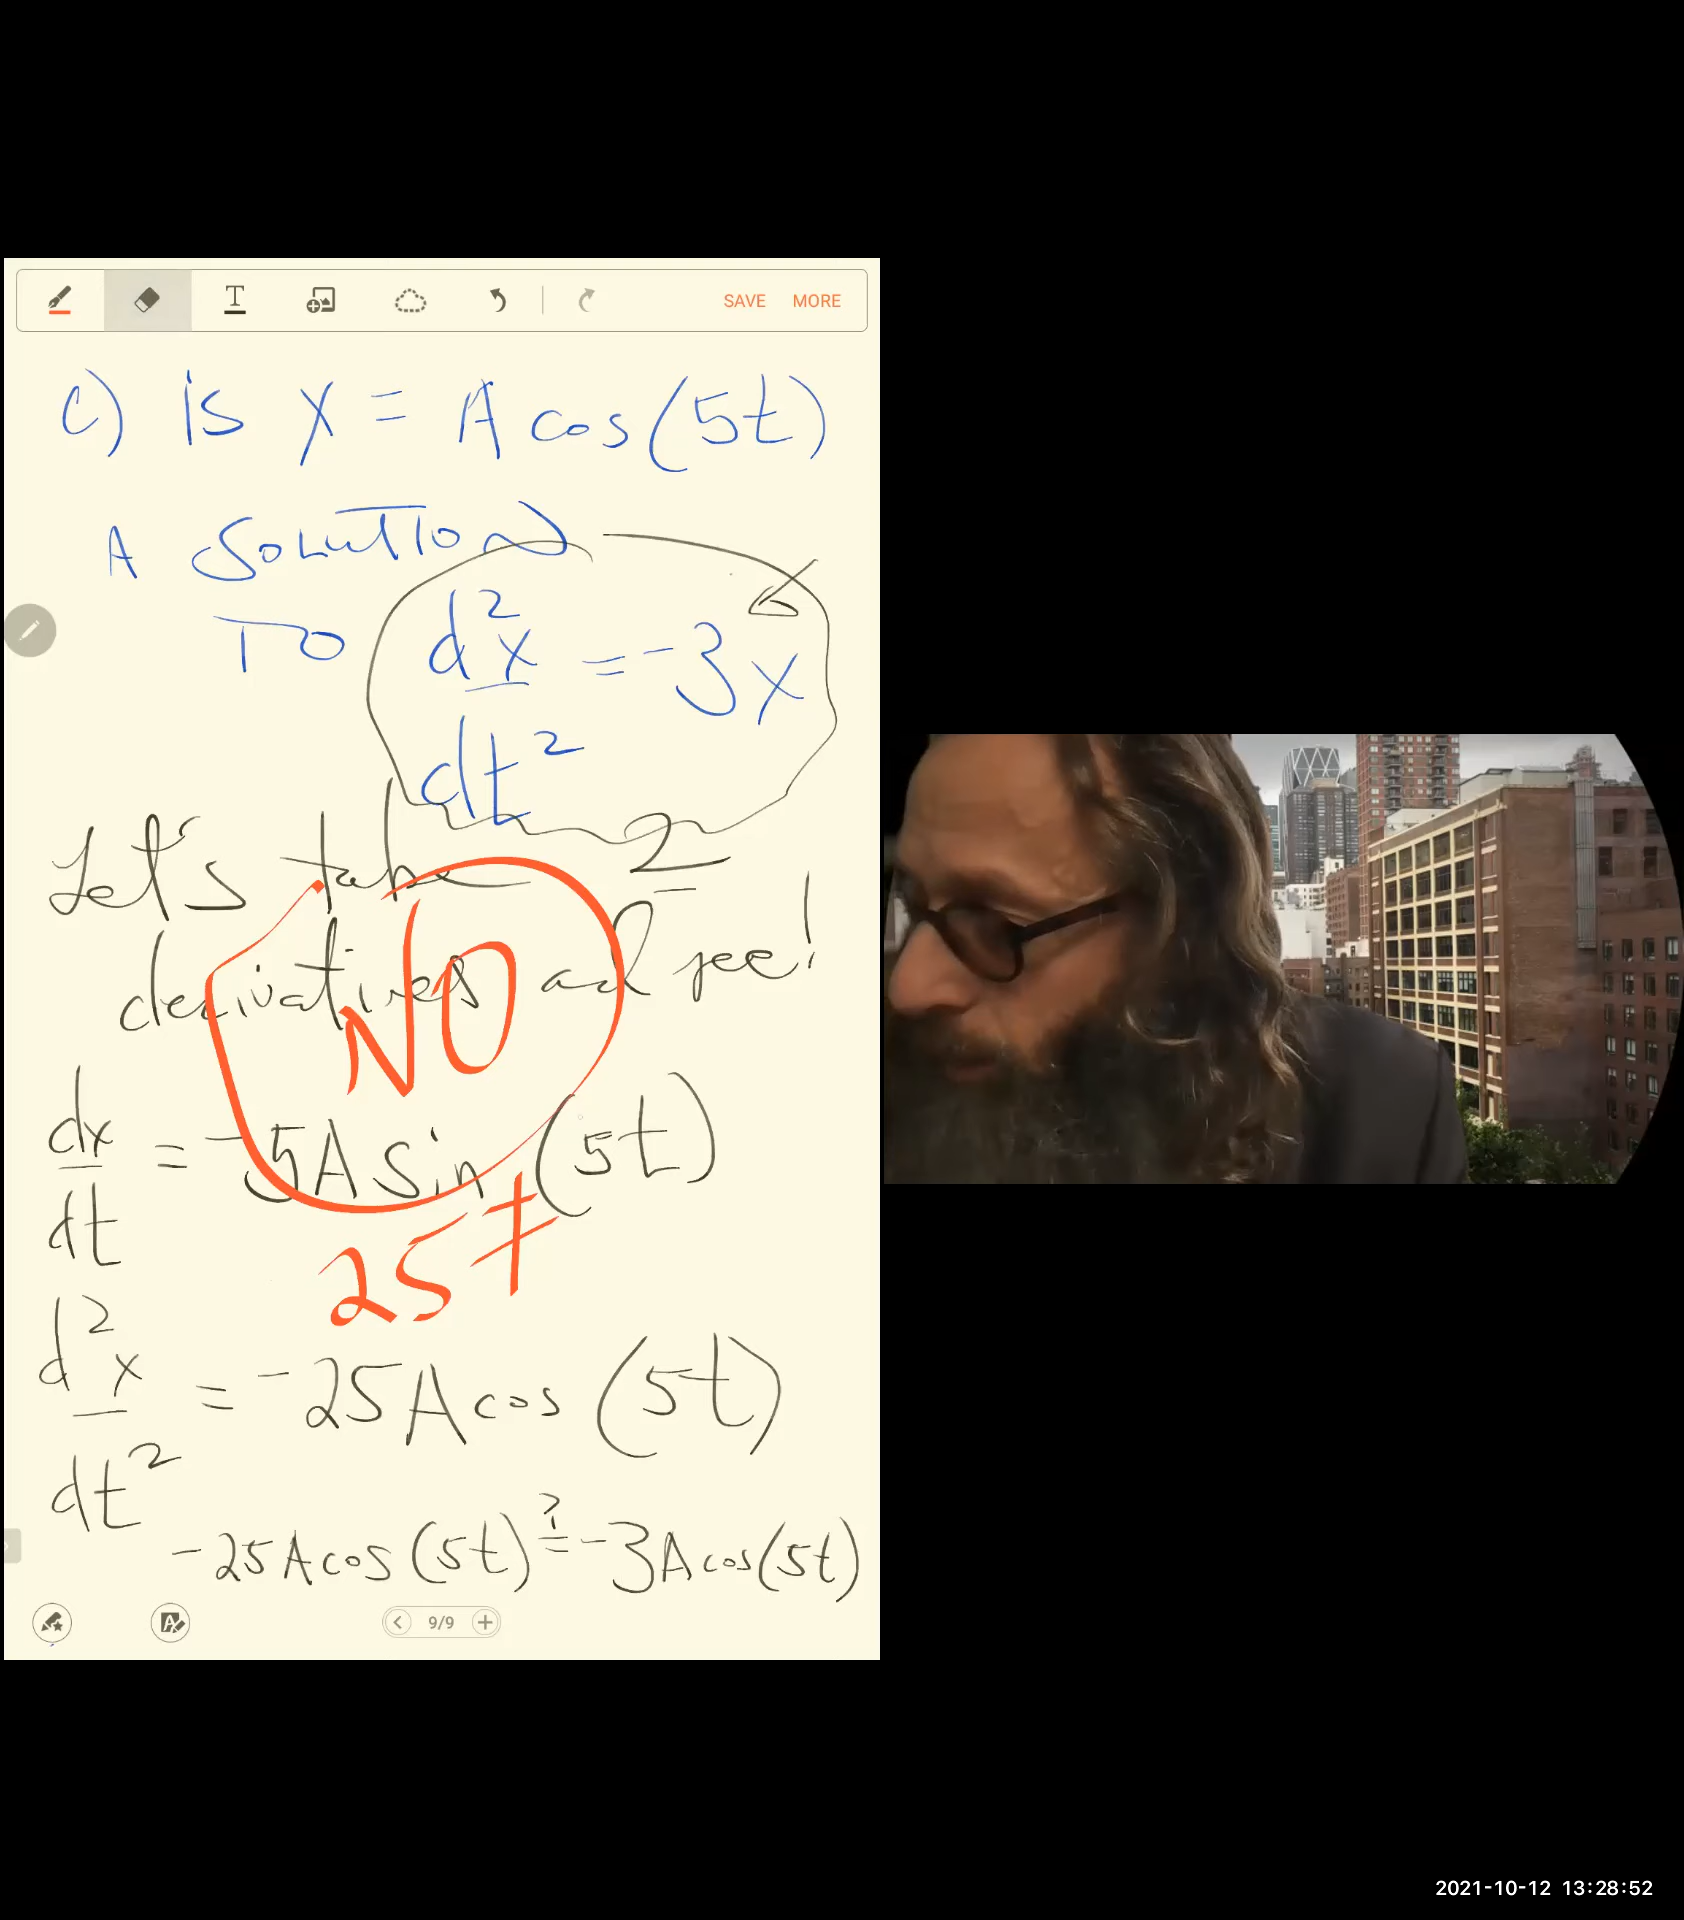 T
SAVE MORE
c) is x = A cos(5t)
A SOLUTION
TO d²x/dt² = -3x
Let's take 2
derivatives and see!
NO
dx/dt = -5A sin (5t)
25 ≠
d²x/dt² = -25A cos (5t)
-25A cos (5t) ?= -3A cos(5t)
A
9/9
2021-10-12 13:28:52